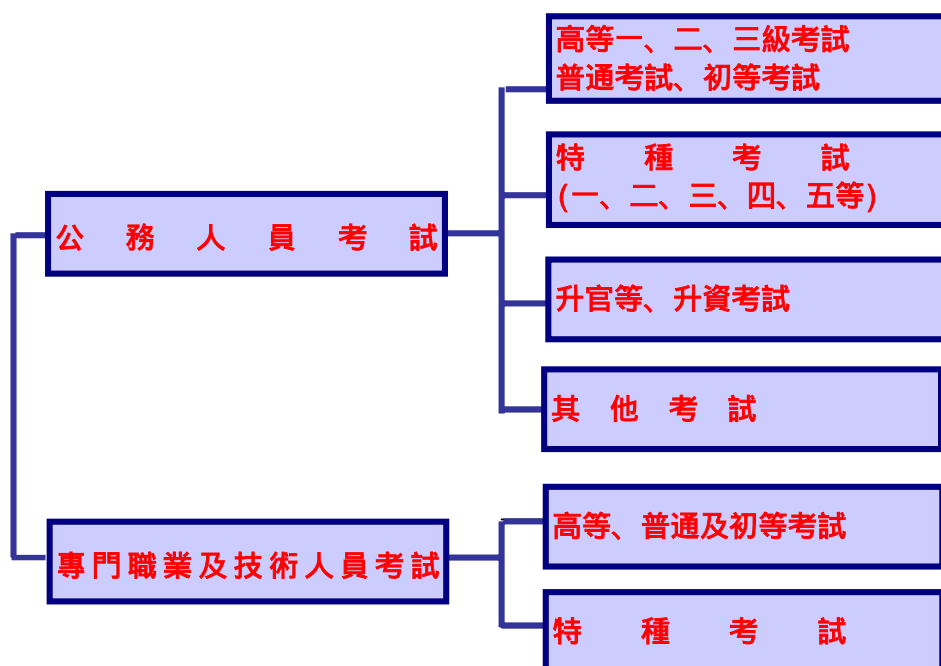 高等一、二、三級考試
普通考試、初等考試
特種考試
(一、二、三、四、五等)
公務人員考試
升官等、升資考試
其他考試
高等、普通及初等考試
專門職業及技術人員考試
特種考試